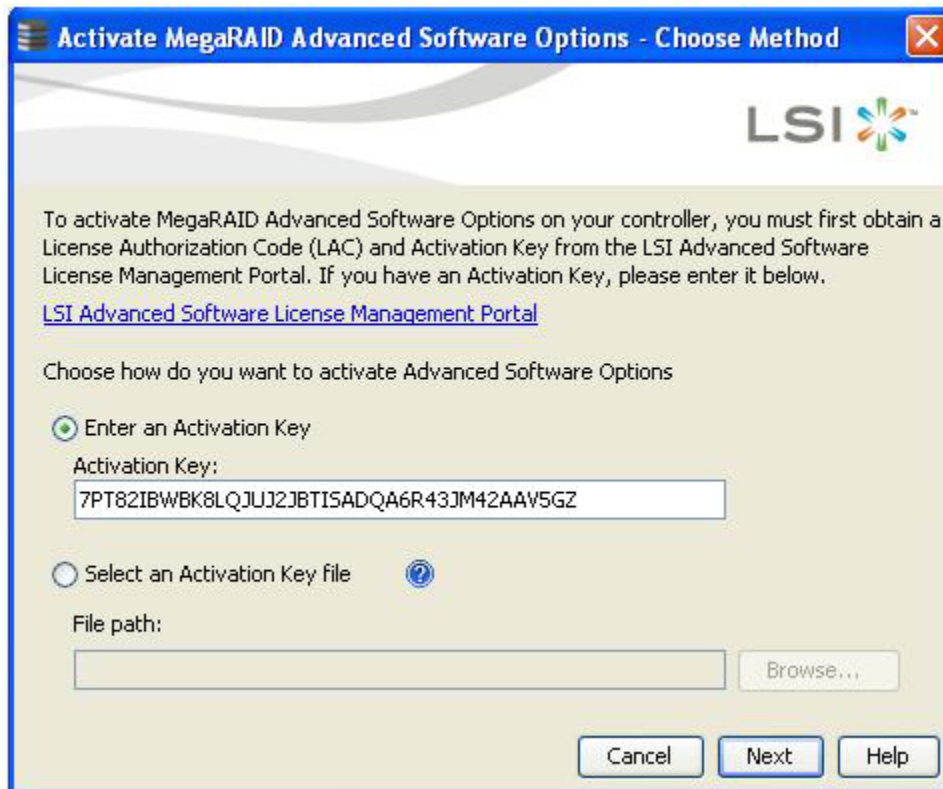 Activate MegaRAID Advanced Software Options - Choose Method
LSI™
To activate MegaRAID Advanced Software Options on your controller, you must first obtain a
License Authorization Code (LAC) and Activation Key from the LSI Advanced Software
License Management Portal. If you have an Activation Key, please enter it below.
LSI Advanced Software License Management Portal
Choose how do you want to activate Advanced Software Options
Enter an Activation Key
Activation Key:
7PT82IBWBK8LQJUJ2JBTISADQA6R43JM42AAV5GZ
Select an Activation Key file
File path:
Browse...
Cancel
Next
Help